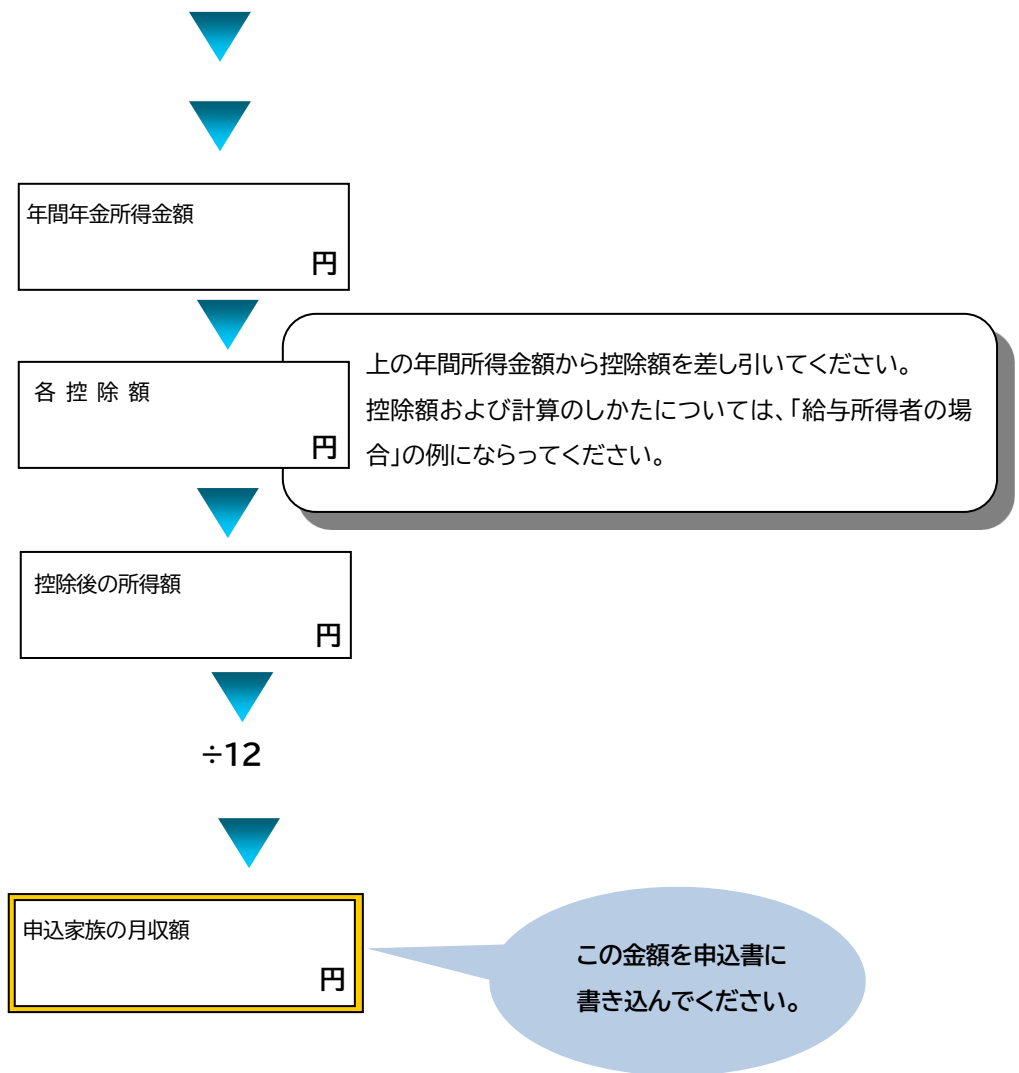 年間年金所得金額
円
各 控 除 額
円
上の年間所得金額から控除額を差し引いてください。
控除額および計算のしかたについては、「給与所得者の場
合」の例にならってください。
控除後の所得額
円
÷12
申込家族の月収額
円
この金額を申込書に
書き込んでください。